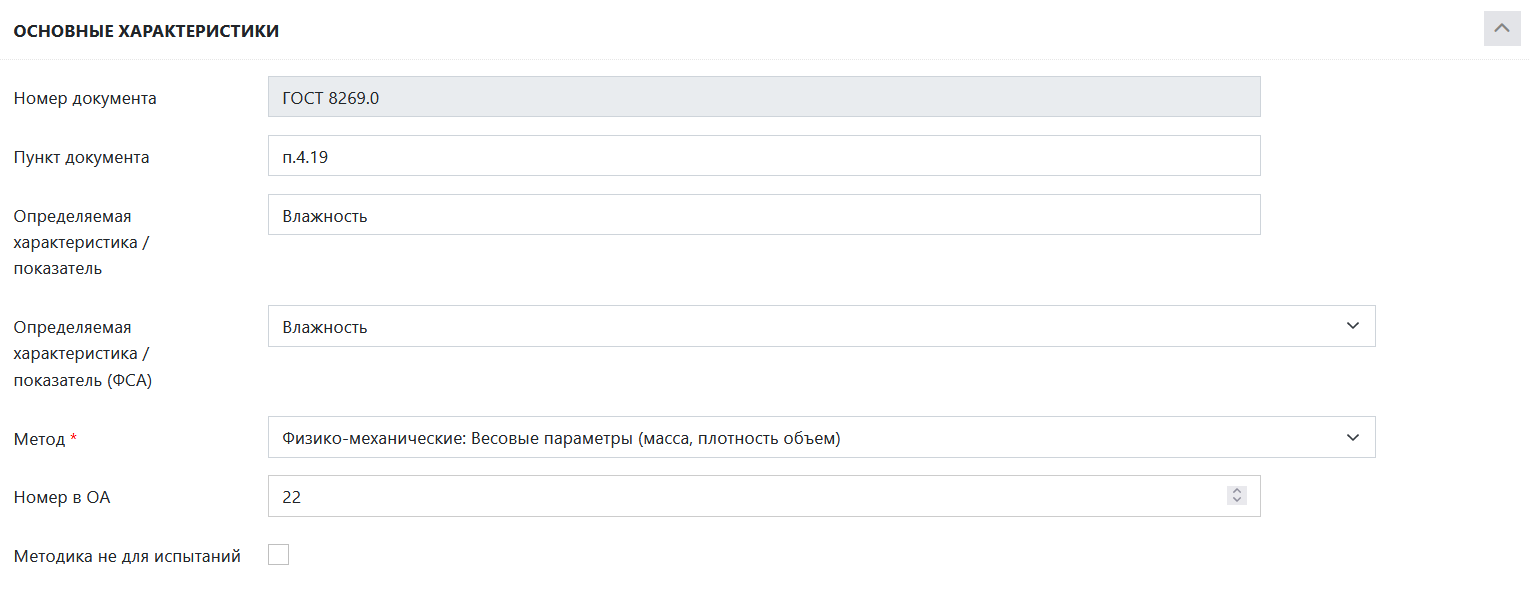 ОСНОВНЫЕ ХАРАКТЕРИСТИКИ
Номер документа
ГОСТ 8269.0
Пункт документа
п.4.19
Определяемая
характеристика /
показатель
Влажность
Определяемая
характеристика /
показатель (ФСА)
Влажность
Метод *
Физико-механические: Весовые параметры (масса, плотность объем)
Номер в ОА
22
Методика не для испытаний